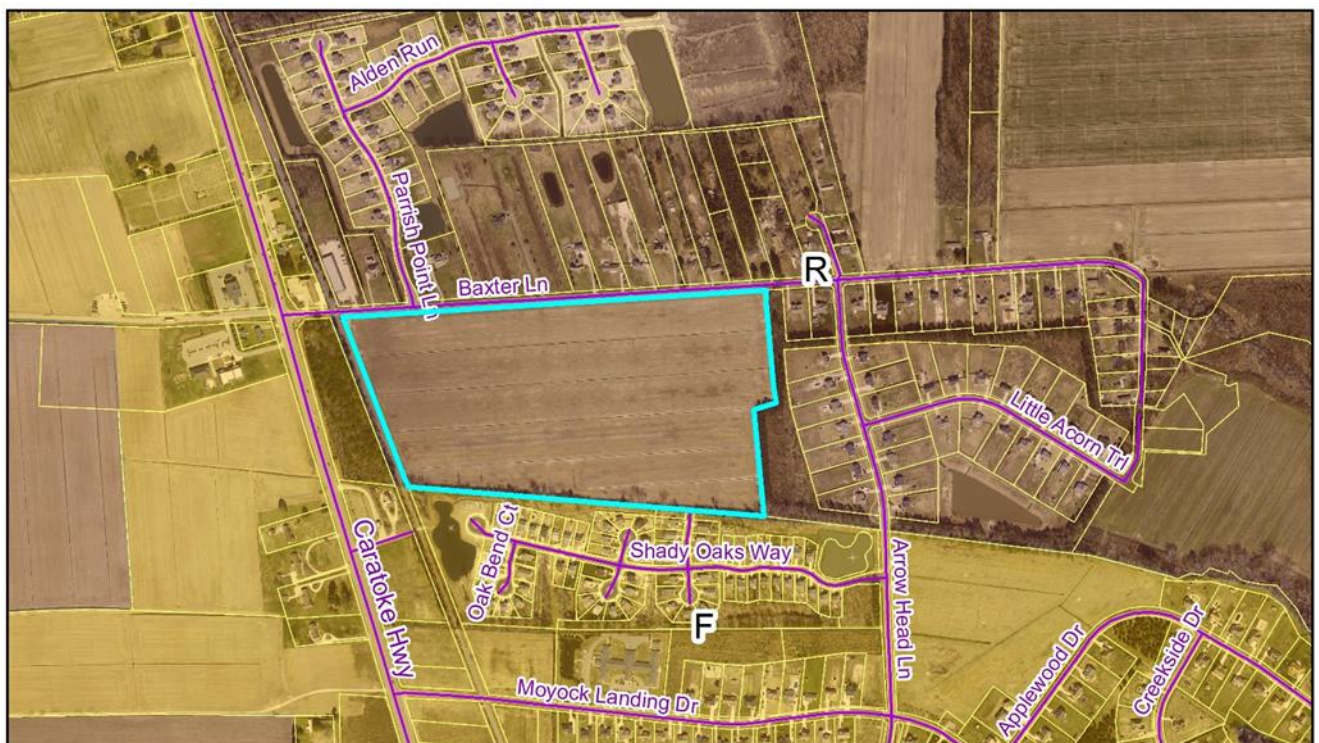 Alden Run
Parrish Point Ln
Baxter Ln
R
Little Acorn Trl
Caratoke Hwy
Oak Bend Ct
Shady Oaks Way
Arrow Head Ln
F
Moyock Landing Dr
Applewood Dr
Creekside Dr